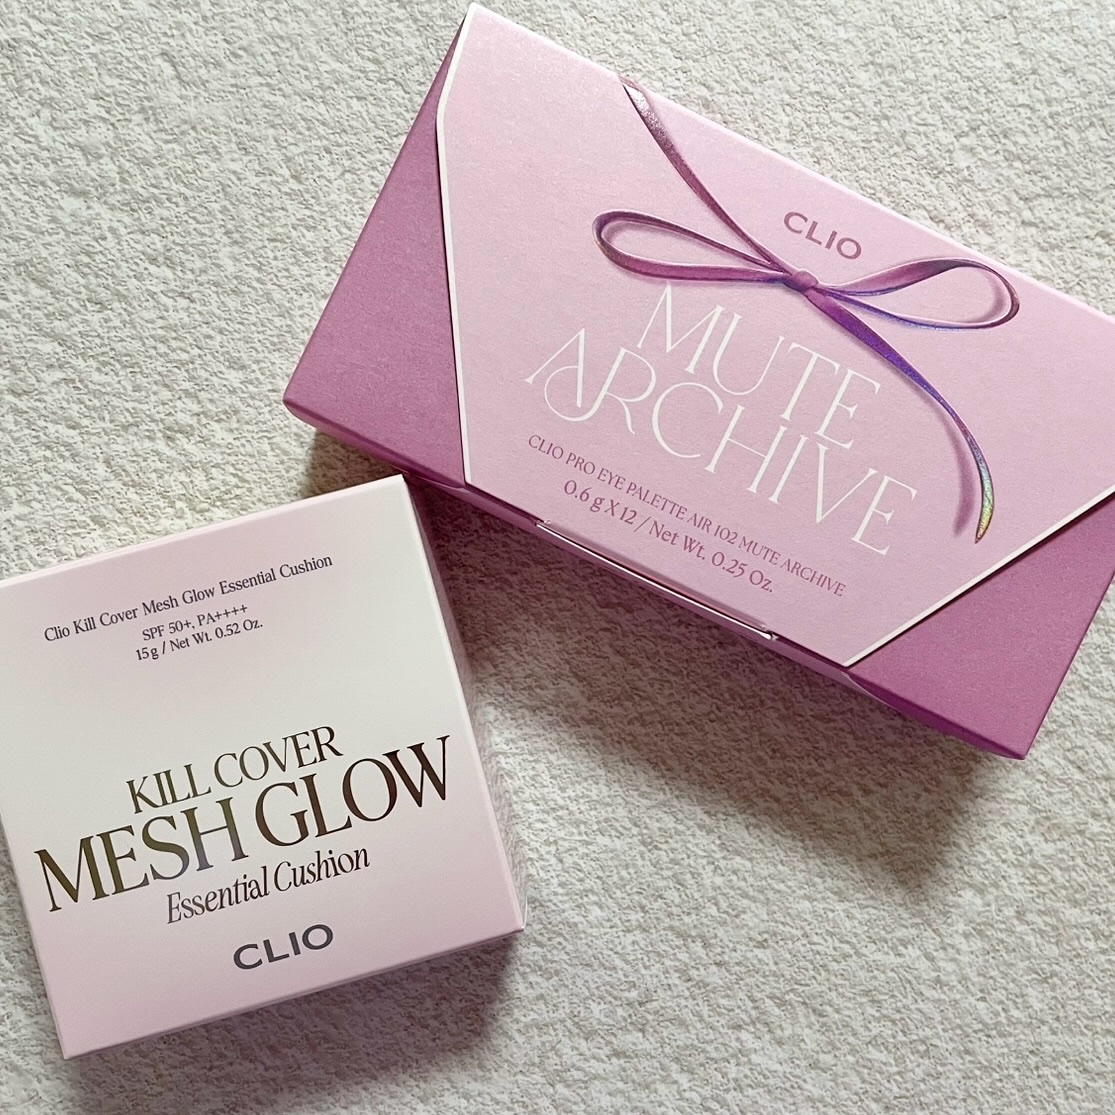 CLIO
MUTE
ARCHIVE
CLIO PRO EYE PALETTE AIR 102 MUTE ARCHIVE
0.6 g X 12 / Net Wt. 0.25 Oz.
Clio Kill Cover Mesh Glow Essential Cushion
SPF 50+, PA++++
15 g / Net Wt. 0.52 Oz.
KILL COVER
MESH GLOW
Essential Cushion
CLIO